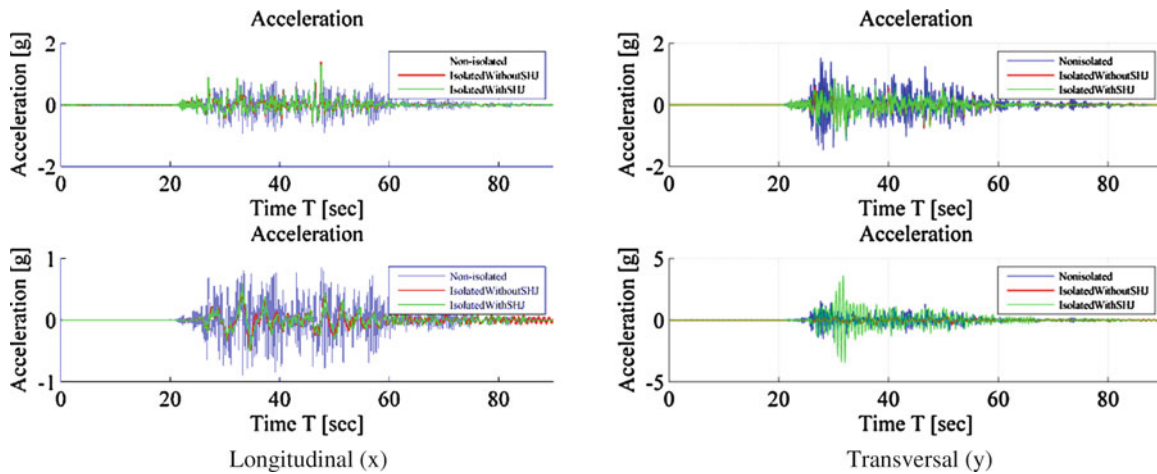 Acceleration
Acceleration [g]
2
0
-2
Non-isolated
IsolatedWithoutSHJ
IsolatedWithSHJ
0 20 40 60 80
Time T [sec]
Acceleration
Acceleration [g]
1
0
-1
Non-isolated
IsolatedWithoutSHJ
IsolatedWithSHJ
0 20 40 60 80
Time T [sec]
Longitudinal (x)
Acceleration
Acceleration [g]
2
0
-2
Nonisolated
IsolatedWithoutSHJ
IsolatedWithSHJ
0 20 40 60 80
Time T [sec]
Acceleration
Acceleration [g]
5
0
-5
Nonisolated
IsolatedWithoutSHJ
IsolatedWithSHJ
0 20 40 60 80
Time T [sec]
Transversal (y)